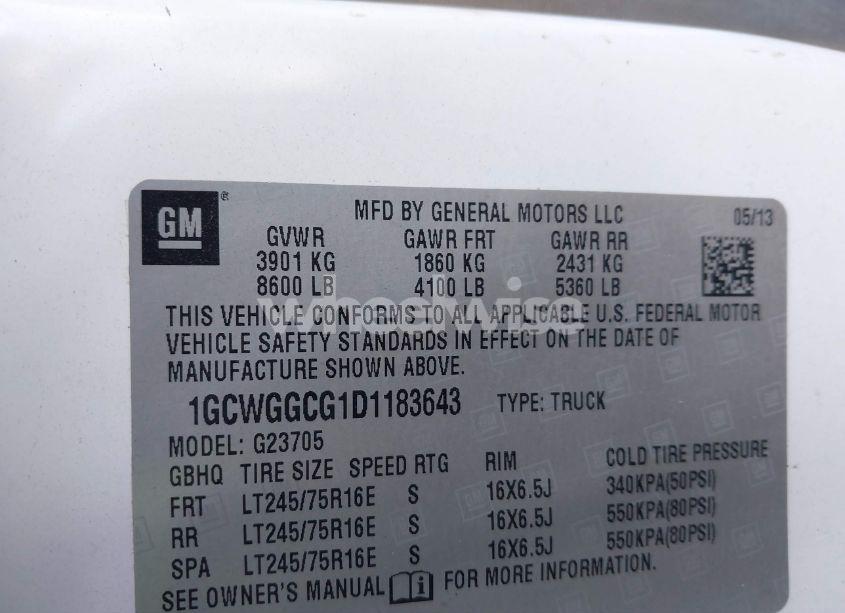 GM ®
MFD BY GENERAL MOTORS LLC 05/13
GVWR GAWR FRT GAWR RR
3901 KG 1860 KG 2431 KG
8600 LB 4100 LB 5360 LB
THIS VEHICLE CONFORMS TO ALL APPLICABLE U.S. FEDERAL MOTOR
VEHICLE SAFETY STANDARDS IN EFFECT ON THE DATE OF
MANUFACTURE SHOWN ABOVE.
1GCWGGCG1D1183643 TYPE: TRUCK
MODEL: G23705
GBHQ TIRE SIZE SPEED RTG RIM COLD TIRE PRESSURE
FRT LT245/75R16E S 16X6.5J 340KPA(50PSI)
RR LT245/75R16E S 16X6.5J 550KPA(80PSI)
SPA LT245/75R16E S 16X6.5J 550KPA(80PSI)
SEE OWNER'S MANUAL i FOR MORE INFORMATION.
wheelwise